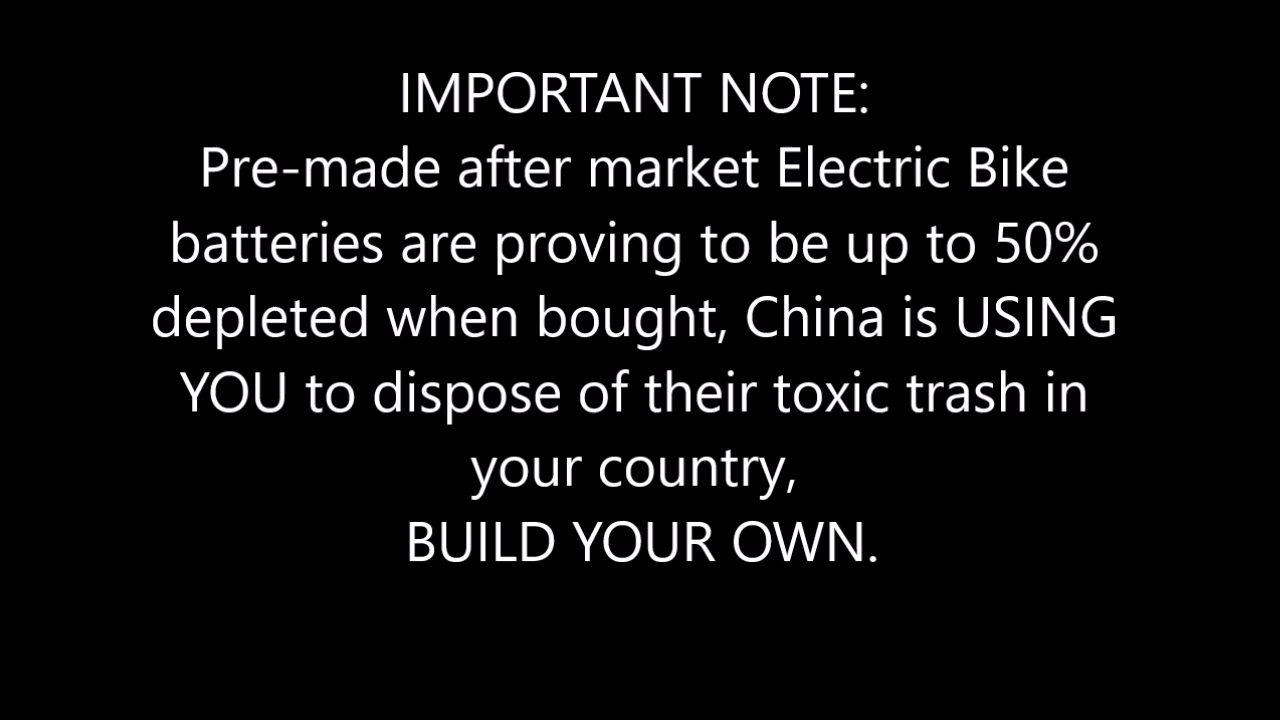 IMPORTANT NOTE:
Pre-made after market Electric Bike
batteries are proving to be up to 50%
depleted when bought, China is USING
YOU to dispose of their toxic trash in
your country,
BUILD YOUR OWN.